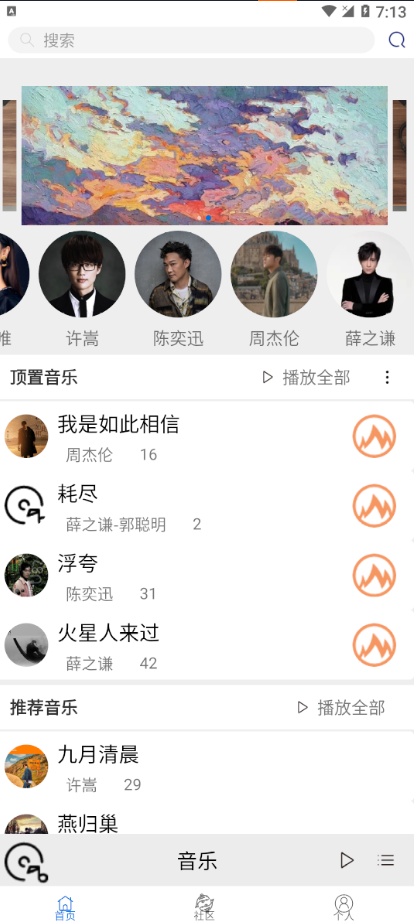 7:13
搜索
唯
许嵩
陈奕迅
周杰伦
薛之谦
顶置音乐
播放全部
我是如此相信
周杰伦 16
耗尽
薛之谦-郭聪明 2
浮夸
陈奕迅 31
火星人来过
薛之谦 42
推荐音乐
播放全部
九月清晨
许嵩 29
燕归巢
音乐
首页
社区
个人